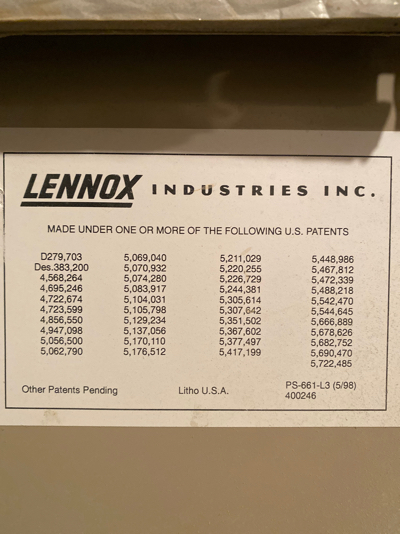 LENNOX INDUSTRIES INC.
MADE UNDER ONE OR MORE OF THE FOLLOWING U.S. PATENTS
D279,703 5,069,040 5,211,029 5,448,986
Des.383,200 5,070,932 5,220,255 5,467,812
4,568,264 5,074,280 5,226,729 5,472,339
4,695,246 5,083,917 5,244,381 5,488,218
4,722,674 5,104,031 5,305,614 5,542,470
4,723,599 5,105,798 5,307,642 5,544,645
4,856,550 5,129,234 5,351,502 5,666,889
4,947,098 5,137,056 5,367,602 5,678,626
5,056,500 5,170,110 5,377,497 5,682,752
5,062,790 5,176,512 5,417,199 5,690,470
5,722,485
Other Patents Pending Litho U.S.A. PS-661-L3 (5/98)
400246